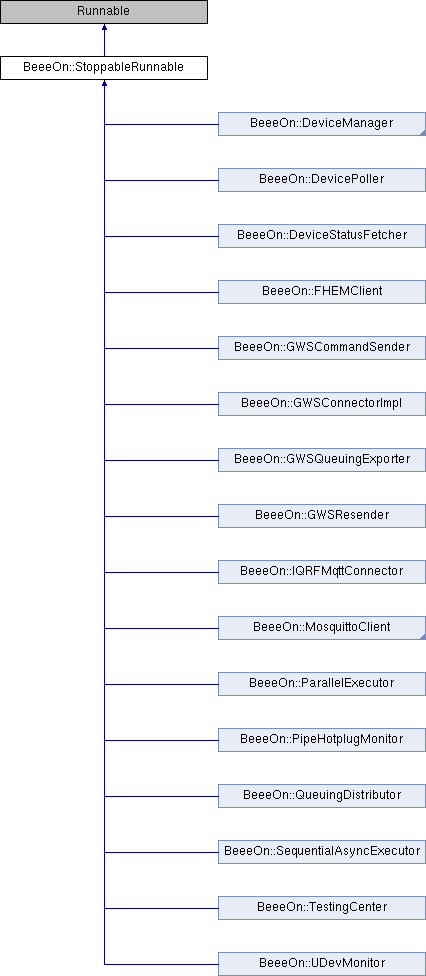 Runnable
BeeeOn::StoppableRunnable
BeeeOn::DeviceManager
BeeeOn::DevicePoller
BeeeOn::DeviceStatusFetcher
BeeeOn::FHEMClient
BeeeOn::GWSCommandSender
BeeeOn::GWSConnectorImpl
BeeeOn::GWSQueuingExporter
BeeeOn::GWSResender
BeeeOn::IQRFMqttConnector
BeeeOn::MosquittoClient
BeeeOn::ParallelExecutor
BeeeOn::PipeHotplugMonitor
BeeeOn::QueuingDistributor
BeeeOn::SequentialAsyncExecutor
BeeeOn::TestingCenter
BeeeOn::UDevMonitor